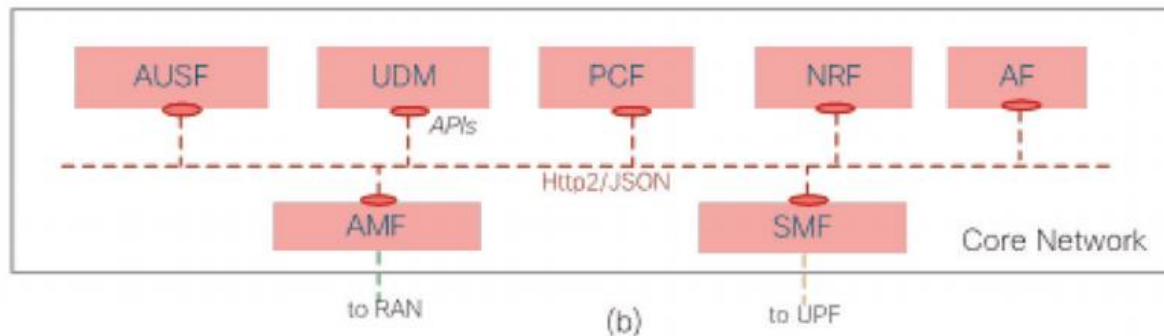 AUSF UDM PCF NRF AF
APIs
Http2/JSON
AMF SMF
Core Network
to RAN to UPF
(b)